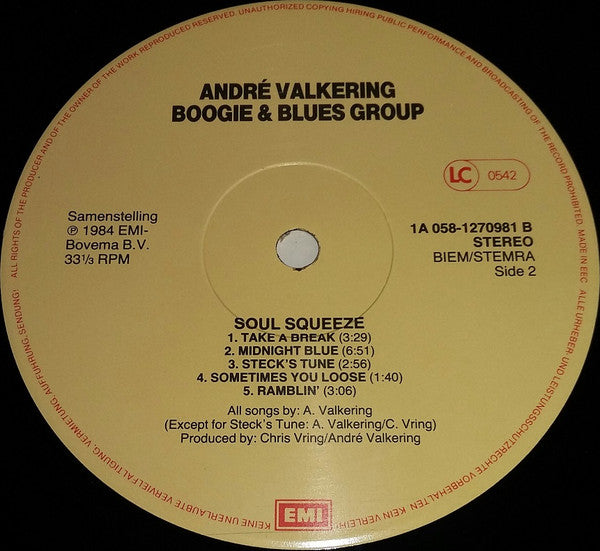 ALL RIGHTS OF THE PRODUCER AND OF THE OWNER OF THE WORK REPRODUCED RESERVED. UNAUTHORIZED COPYING HIRING PUBLIC PERFORMANCE AND BROADCASTING OF THE RECORD PROHIBITED. MADE IN EEC
ANDRÉ VALKERING
BOOGIE & BLUES GROUP
LC 0542
Samenstelling
℗ 1984 EMI-
Bovema B.V.
33⅓ RPM
1A 058-1270981 B
STEREO
BIEM/STEMRA
Side 2
SOUL SQUEEZE
1. TAKE A BREAK (3:29)
2. MIDNIGHT BLUE (6:51)
3. STECK'S TUNE (2:56)
4. SOMETIMES YOU LOOSE (1:40)
5. RAMBLIN' (3:06)
All songs by: A. Valkering
(Except for Steck's Tune: A. Valkering/C. Vring)
Produced by: Chris Vring/André Valkering
EMI
ALLE URHEBER- UND LEISTUNGSSCHUTZRECHTE VORBEHALTEN KEIN VERLEIH! KEINE UNERLAUBTE VERVIELFALTIGUNG, VERMIETUNG, AUFFUHRUNG, SENDUNG!